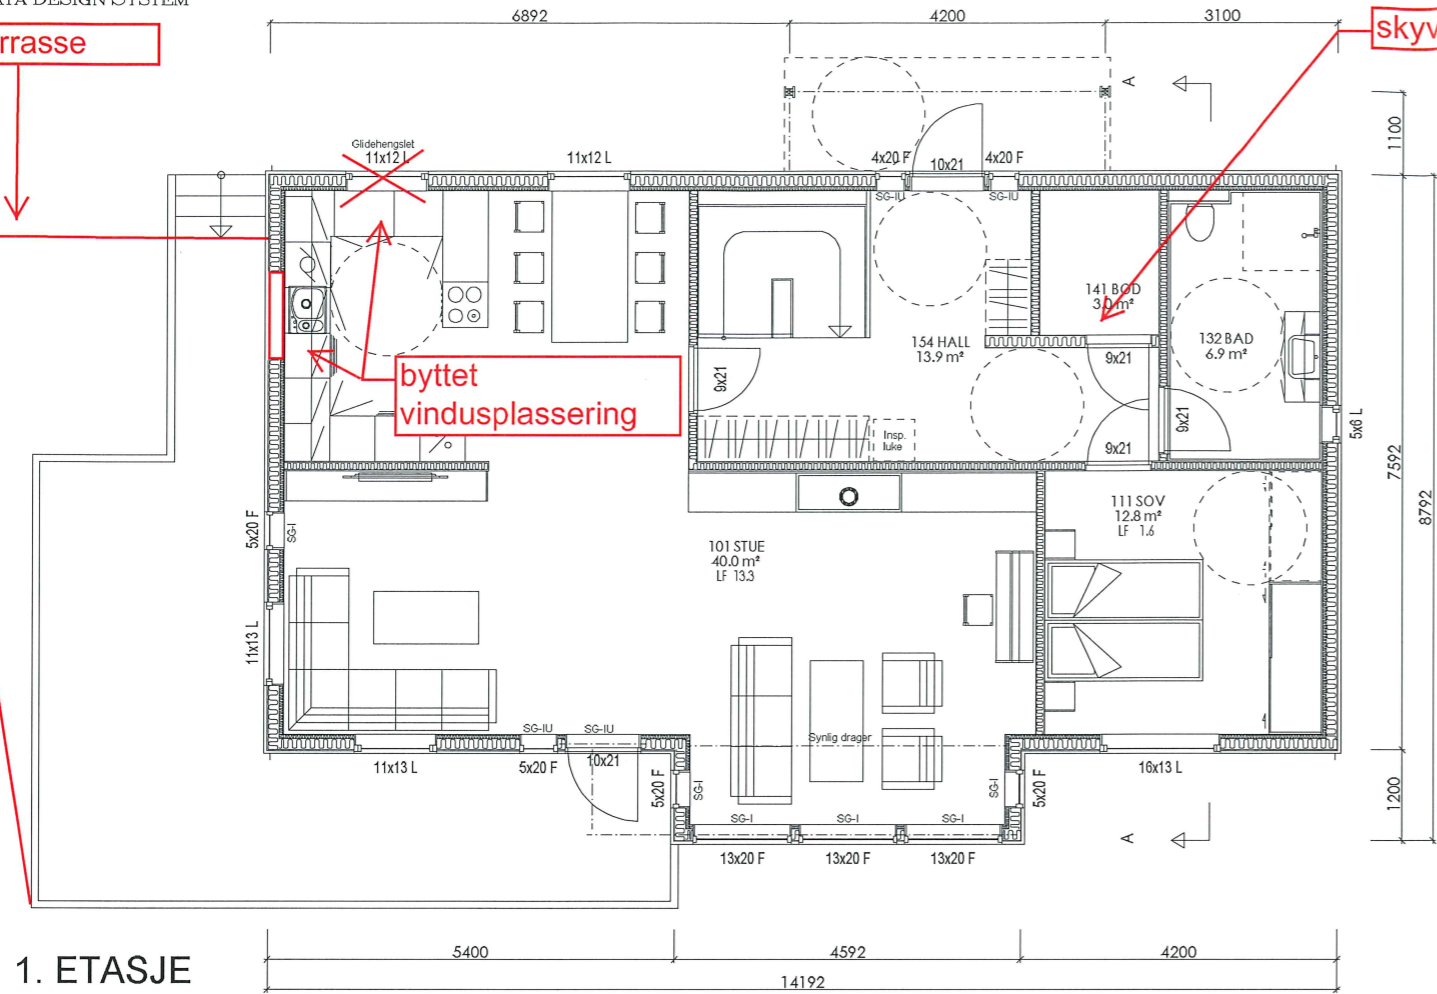 DATA DESIGN SYSTEM
6892
4200
3100
rrasse
skyv
A
1100
Glidehengslet
11x12 L
11x12 L
4x20 F
10x21
4x20 F
SG-IU
SG-IU
141 BOD
3.0 m²
154 HALL
13.9 m²
132 BAD
6.9 m²
9x21
9x21
9x21
9x21
byttet
vindusplassering
Insp.
luke
5x6 L
7592
8792
5x20 F
SG-I
101 STUE
40.0 m²
LF 13.3
111 SOV
12.8 m²
LF 1.6
11x13 L
SG-IU
SG-IU
Synlig drager
11x13 L
5x20 F
10x21
5x20 F
SG-I
SG-I
5x20 F
16x13 L
1200
SG-I
SG-I
SG-I
A
13x20 F
13x20 F
13x20 F
5400
4592
4200
1. ETASJE
14192